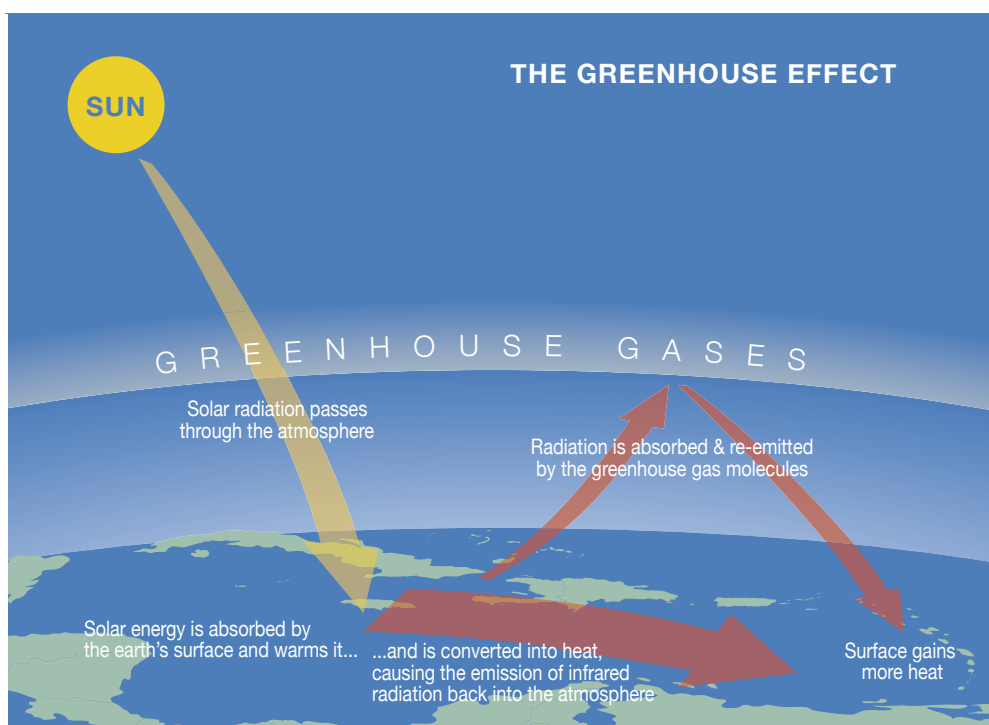 THE GREENHOUSE EFFECT
SUN
GREENHOUSE GASES
Solar radiation passes
through the atmosphere
Radiation is absorbed & re-emitted
by the greenhouse gas molecules
Solar energy is absorbed by
the earth's surface and warms it...
...and is converted into heat,
causing the emission of infrared
radiation back into the atmosphere
Surface gains
more heat